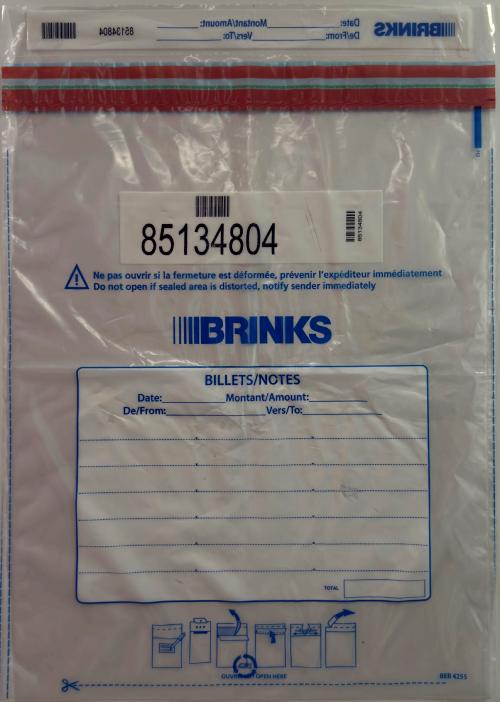 BRINKS
Date: Montant/Amount:
De/From: Vers/To:
85134804
85134804
85134804
Ne pas ouvrir si la fermeture est déformée, prévenir l'expéditeur immédiatement
Do not open if sealed area is distorted, notify sender immediately
BRINKS
BILLETS/NOTES
Date: Montant/Amount:
De/From: Vers/To:
TOTAL
OPEN HERE
BEB 4255